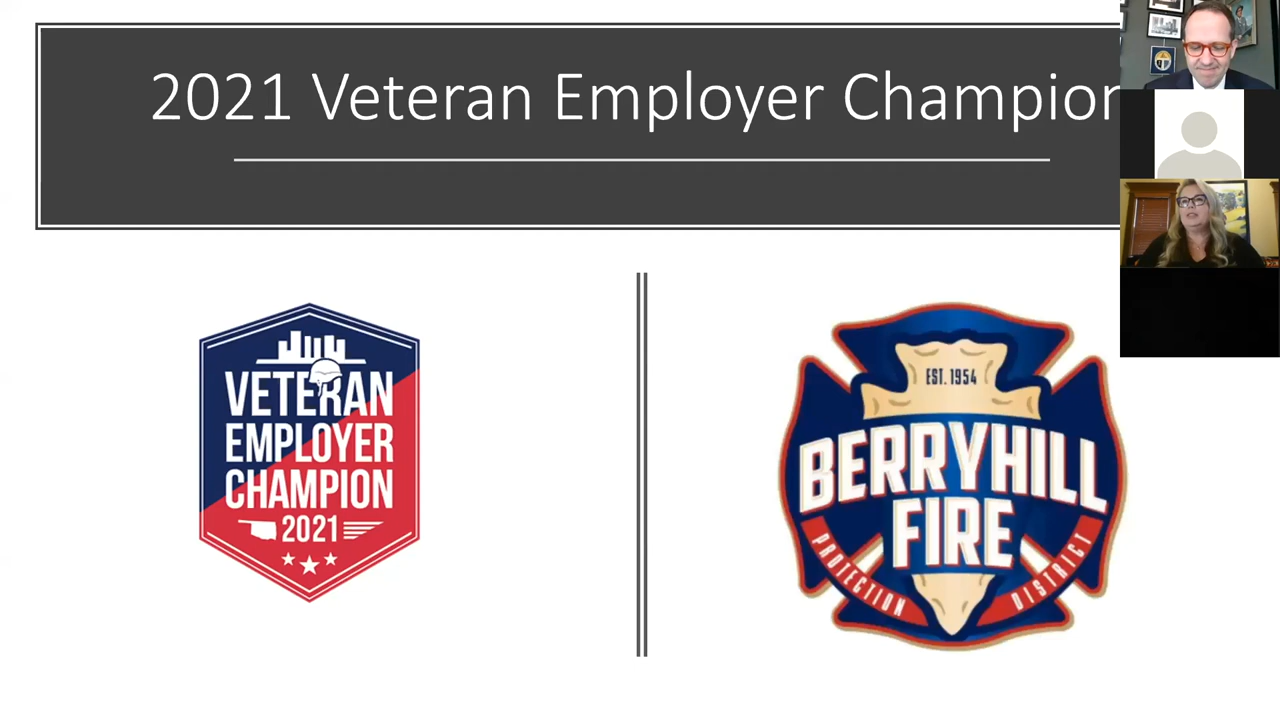 2021 Veteran Employer Champion
VETERAN
EMPLOYER
CHAMPION
2021
EST. 1954
BERRYHILL
FIRE
PROTECTION
DISTRICT